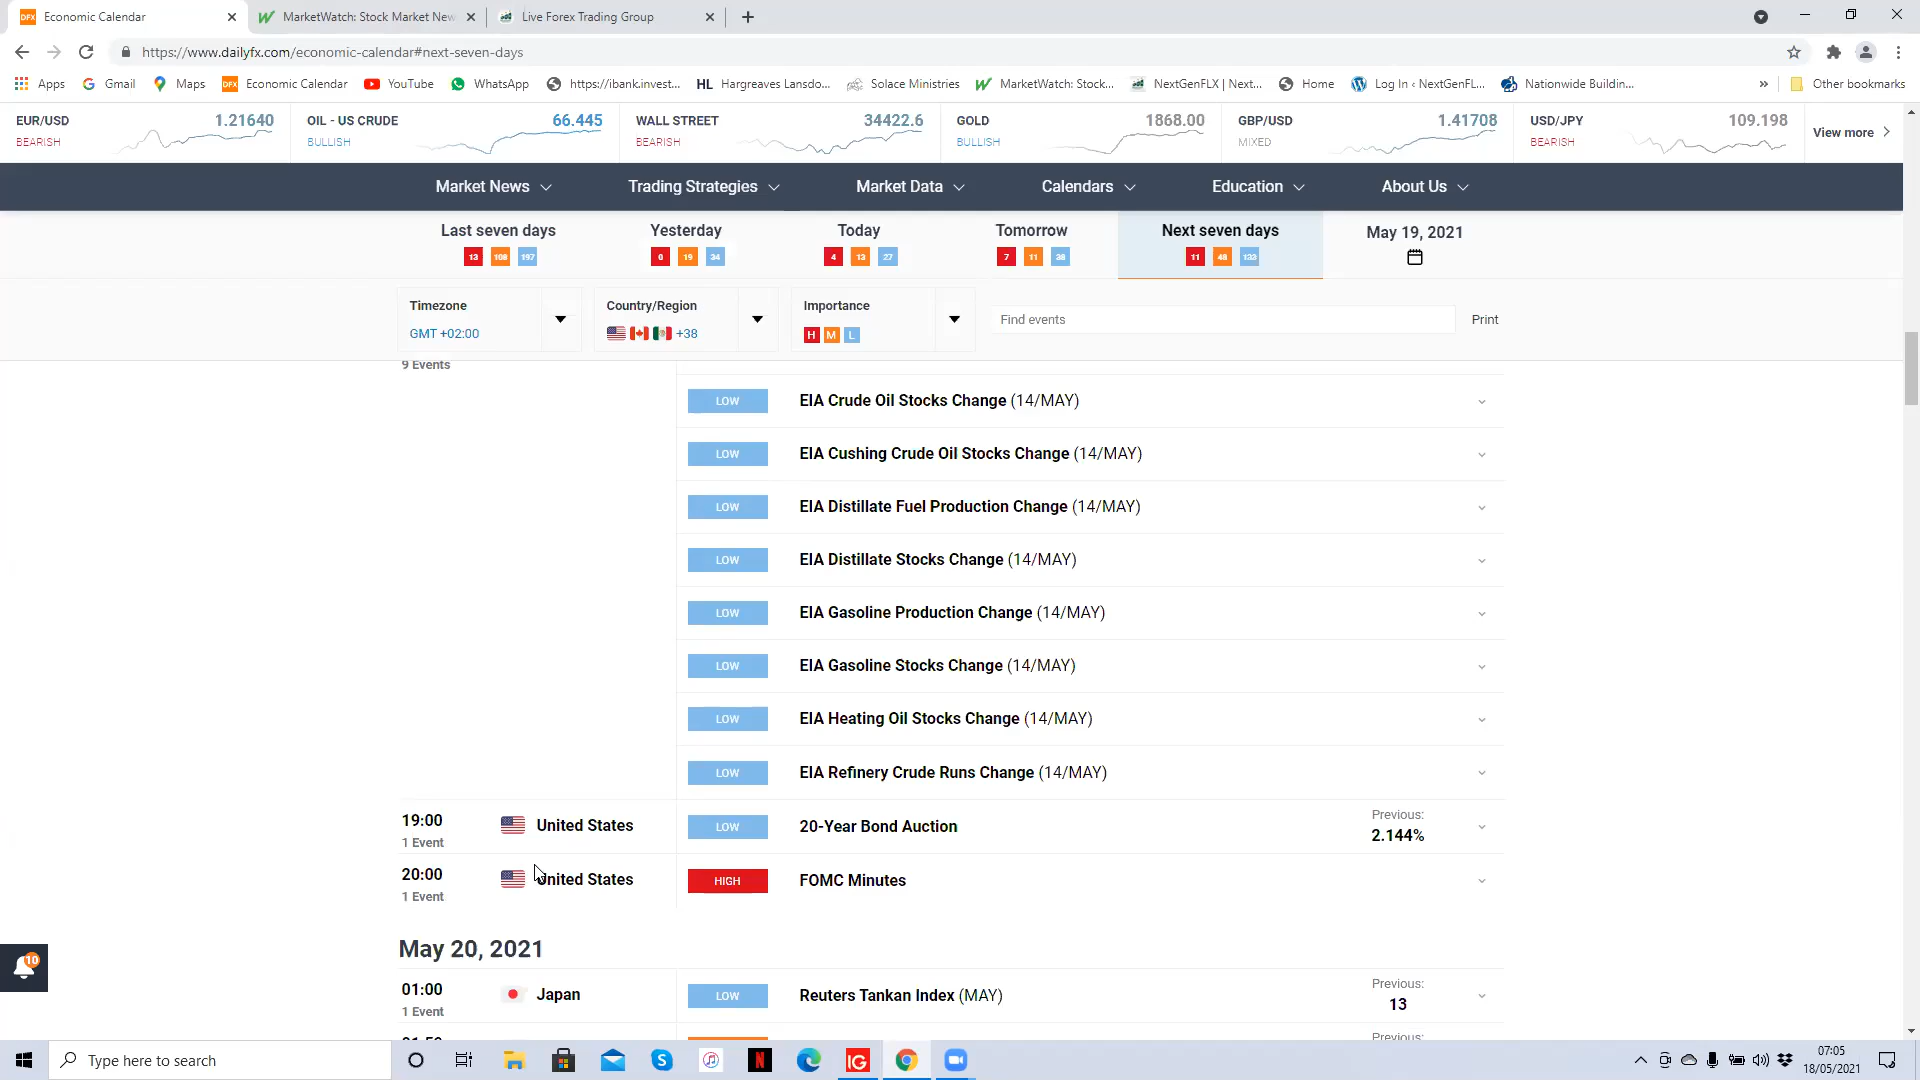 Economic Calendar
MarketWatch: Stock Market New
Live Forex Trading Group
https://www.dailyfx.com/economic-calendar#next-seven-days
Apps Gmail Maps DFX Economic Calendar YouTube WhatsApp https://ibank.invest... HL Hargreaves Lansdo... Solace Ministries MarketWatch: Stock... NextGenFLX | Next... Home Log In ‹ NextGenFL... Nationwide Buildin... » Other bookmarks
EUR/USD 1.21640 OIL - US CRUDE 66.445 WALL STREET 34422.6 GOLD 1868.00 GBP/USD 1.41708 USD/JPY 109.198
BEARISH BULLISH BEARISH BULLISH MIXED BEARISH View more
Market News Trading Strategies Market Data Calendars Education About Us
Last seven days Yesterday Today Tomorrow Next seven days May 19, 2021
13 108 197 0 19 34 4 13 27 7 11 38 11 48 133
Timezone Country/Region Importance
GMT +02:00 +38 H M L Find events Print
9 Events
LOW EIA Crude Oil Stocks Change (14/MAY)
LOW EIA Cushing Crude Oil Stocks Change (14/MAY)
LOW EIA Distillate Fuel Production Change (14/MAY)
LOW EIA Distillate Stocks Change (14/MAY)
LOW EIA Gasoline Production Change (14/MAY)
LOW EIA Gasoline Stocks Change (14/MAY)
LOW EIA Heating Oil Stocks Change (14/MAY)
LOW EIA Refinery Crude Runs Change (14/MAY)
19:00 United States LOW 20-Year Bond Auction Previous:
1 Event 2.144%
20:00 United States HIGH FOMC Minutes
1 Event
May 20, 2021
01:00 Japan LOW Reuters Tankan Index (MAY) Previous:
1 Event 13
Previous:
10
Type here to search
IG
07:05
18/05/2021